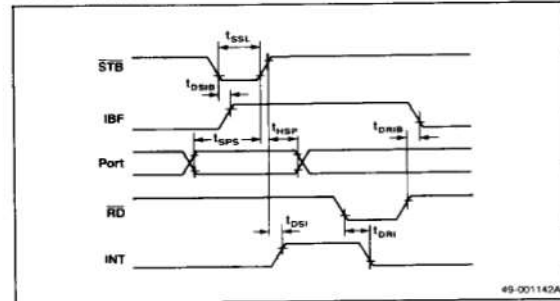 tSSL
STB
tDSIB
IBF
tSPS
tHSP
tDRIB
Port
RD
tDSI
tDRI
INT
49-001142A